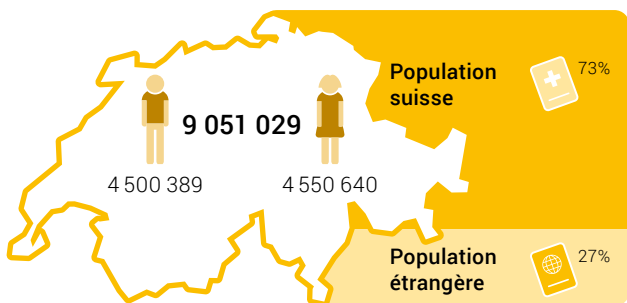 9 051 029
4 500 389
4 550 640
Population
suisse
73%
Population
étrangère
27%